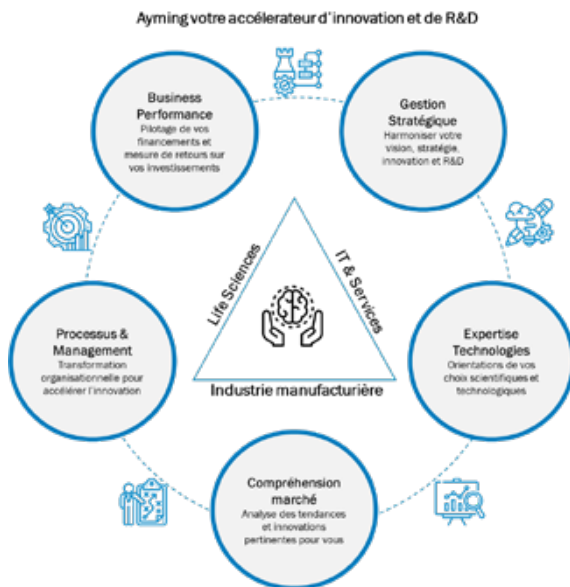 Ayming votre accélerateur d'innovation et de R&D
Business
Performance
Pilotage de vos
financements et
mesure de retours sur
vos investissements
Gestion
Stratégique
Harmoniser votre
vision, stratégie,
innovation et R&D
Life Sciences
IT & Services
Industrie manufacturière
Processus &
Management
Transformation
organisationnelle pour
accélérer l'innovation
Expertise
Technologies
Orientations de vos
choix scientifiques et
technologiques
Compréhension
marché
Analyse des tendances
et innovations
pertinentes pour vous